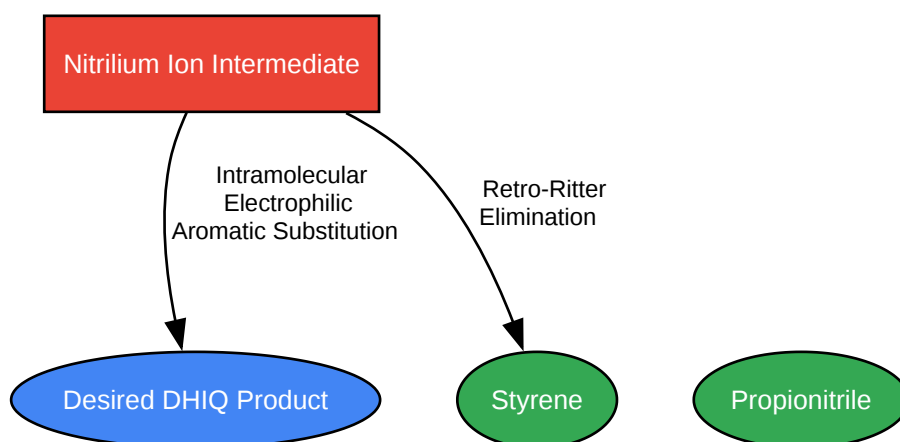 Nitrilium Ion Intermediate
Intramolecular
Electrophilic
Aromatic Substitution
Retro-Ritter
Elimination
Desired DHIQ Product
Styrene
Propionitrile